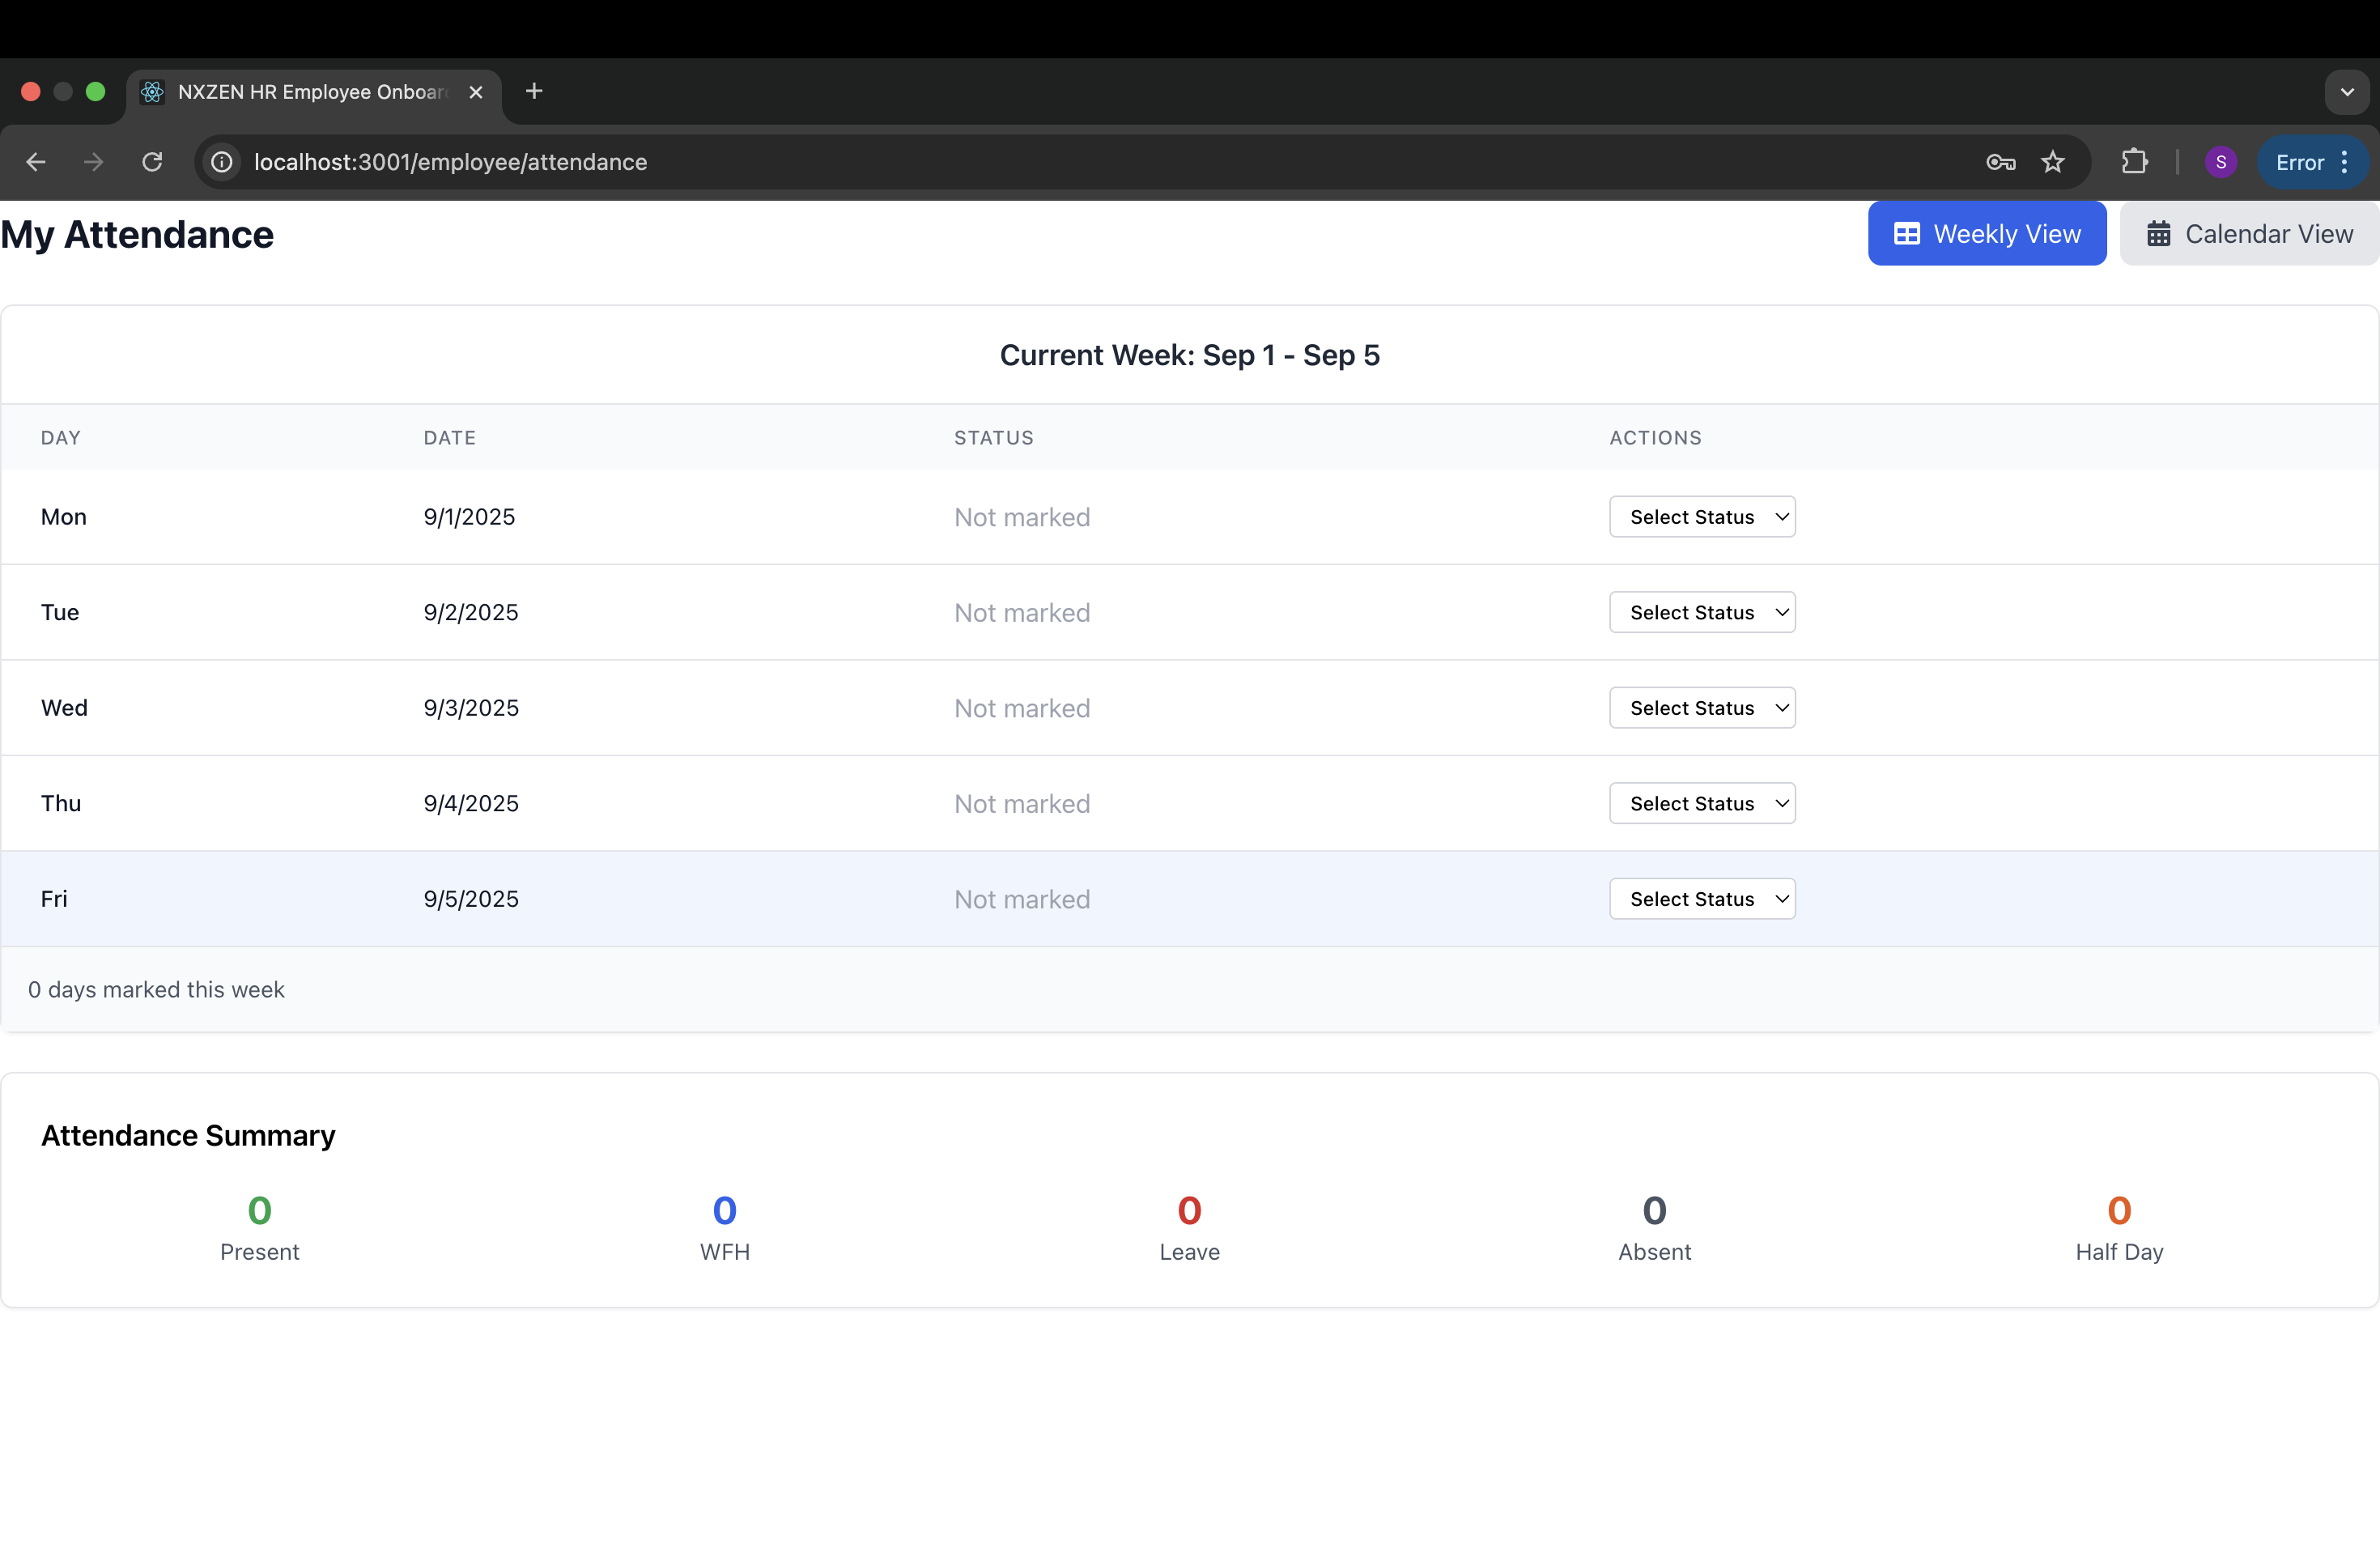 NXZEN HR Employee Onboar
localhost:3001/employee/attendance
S
Error
My Attendance
Weekly View
Calendar View
Current Week: Sep 1 - Sep 5
DAY DATE STATUS ACTIONS
Mon 9/1/2025 Not marked Select Status
Tue 9/2/2025 Not marked Select Status
Wed 9/3/2025 Not marked Select Status
Thu 9/4/2025 Not marked Select Status
Fri 9/5/2025 Not marked Select Status
0 days marked this week
Attendance Summary
0 0 0 0 0
Present WFH Leave Absent Half Day